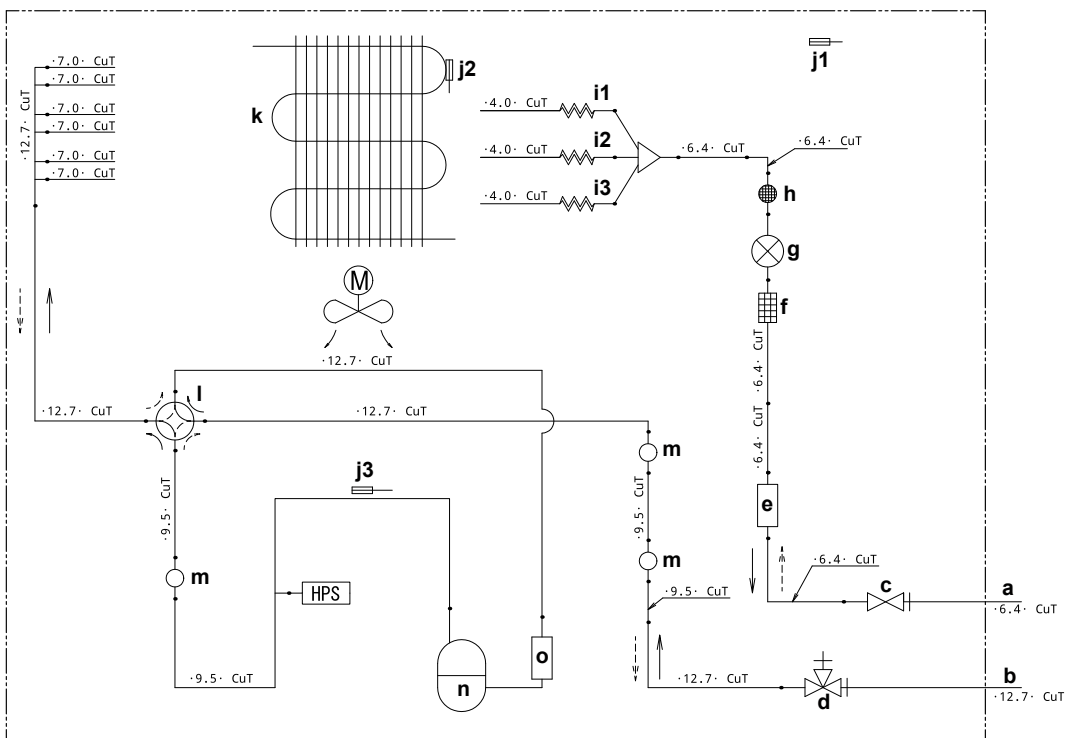 ·7.0· CuT
·7.0· CuT
·7.0· CuT
·7.0· CuT
·7.0· CuT
·7.0· CuT
·12.7· CuT
k
j2
j1
·4.0· CuT
i1
·4.0· CuT
i2
·4.0· CuT
i3
·6.4· CuT
·6.4· CuT
h
g
f
M
·12.7· CuT
·6.4· CuT
l
·12.7· CuT
·12.7· CuT
·6.4· CuT
m
j3
·9.5· CuT
·9.5· CuT
e
m
m
·6.4· CuT
HPS
c
a
·9.5· CuT
·6.4· CuT
o
·9.5· CuT
n
·12.7· CuT
d
b
·12.7· CuT